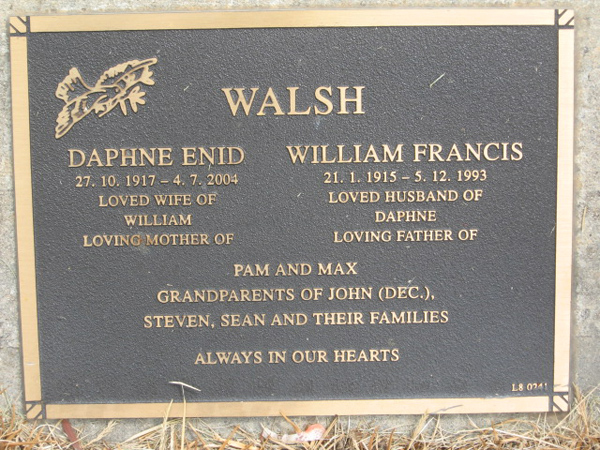 WALSH
DAPHNE ENID
27. 10. 1917 – 4. 7. 2004
LOVED WIFE OF
WILLIAM
LOVING MOTHER OF
WILLIAM FRANCIS
21. 1. 1915 – 5. 12. 1993
LOVED HUSBAND OF
DAPHNE
LOVING FATHER OF
PAM AND MAX
GRANDPARENTS OF JOHN (DEC.),
STEVEN, SEAN AND THEIR FAMILIES
ALWAYS IN OUR HEARTS
L8 0241